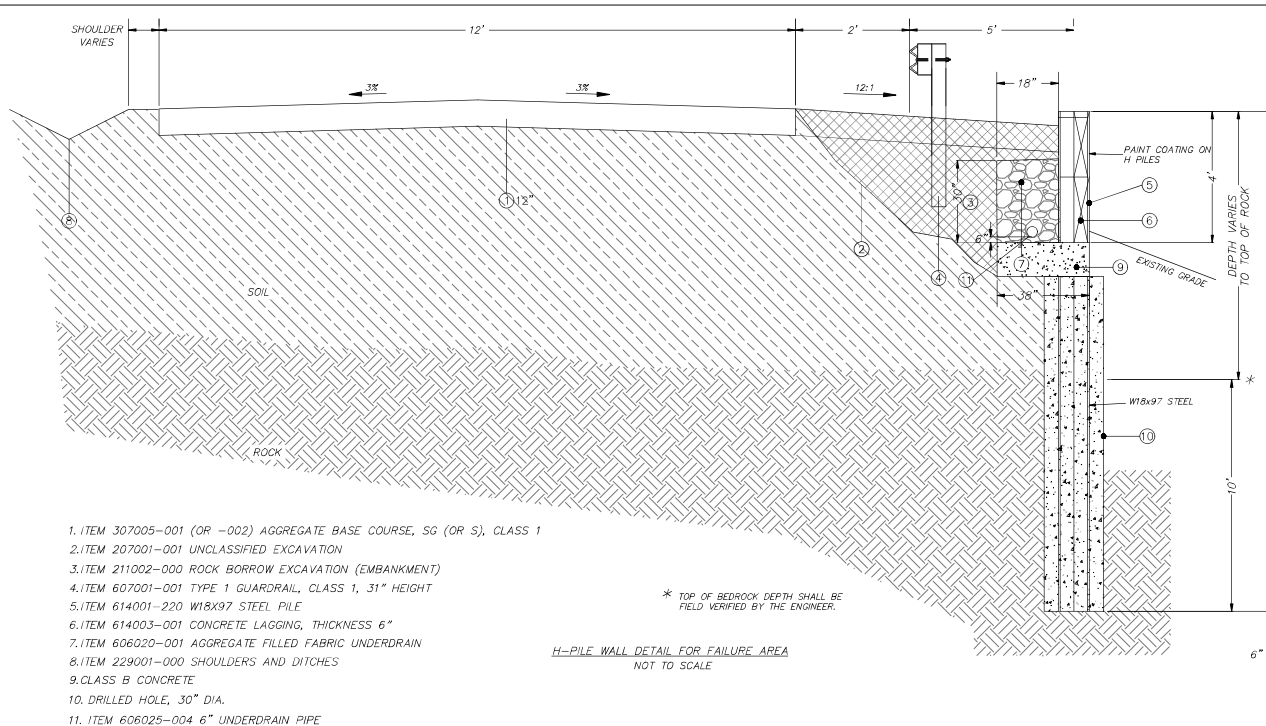 SHOULDER
VARIES
12'
2'
5'
3%
3%
12:1
18"
PAINT COATING ON
H PILES
4'
DEPTH VARIES
TO TOP OF ROCK
5
6
1 12"
30"
3
6"
8
2
4
11
7
9
EXISTING GRADE
38"
SOIL
*
W18x97 STEEL
10
ROCK
10'
1. ITEM 307005-001 (OR -002) AGGREGATE BASE COURSE, SG (OR S), CLASS 1
2. ITEM 207001-001 UNCLASSIFIED EXCAVATION
3. ITEM 211002-000 ROCK BORROW EXCAVATION (EMBANKMENT)
4. ITEM 607001-001 TYPE 1 GUARDRAIL, CLASS 1, 31" HEIGHT
5. ITEM 614001-220 W18X97 STEEL PILE
6. ITEM 614003-001 CONCRETE LAGGING, THICKNESS 6"
7. ITEM 606020-001 AGGREGATE FILLED FABRIC UNDERDRAIN
8. ITEM 229001-000 SHOULDERS AND DITCHES
9. CLASS B CONCRETE
10. DRILLED HOLE, 30" DIA.
11. ITEM 606025-004 6" UNDERDRAIN PIPE
* TOP OF BEDROCK DEPTH SHALL BE
FIELD VERIFIED BY THE ENGINEER.
H-PILE WALL DETAIL FOR FAILURE AREA
NOT TO SCALE
6"